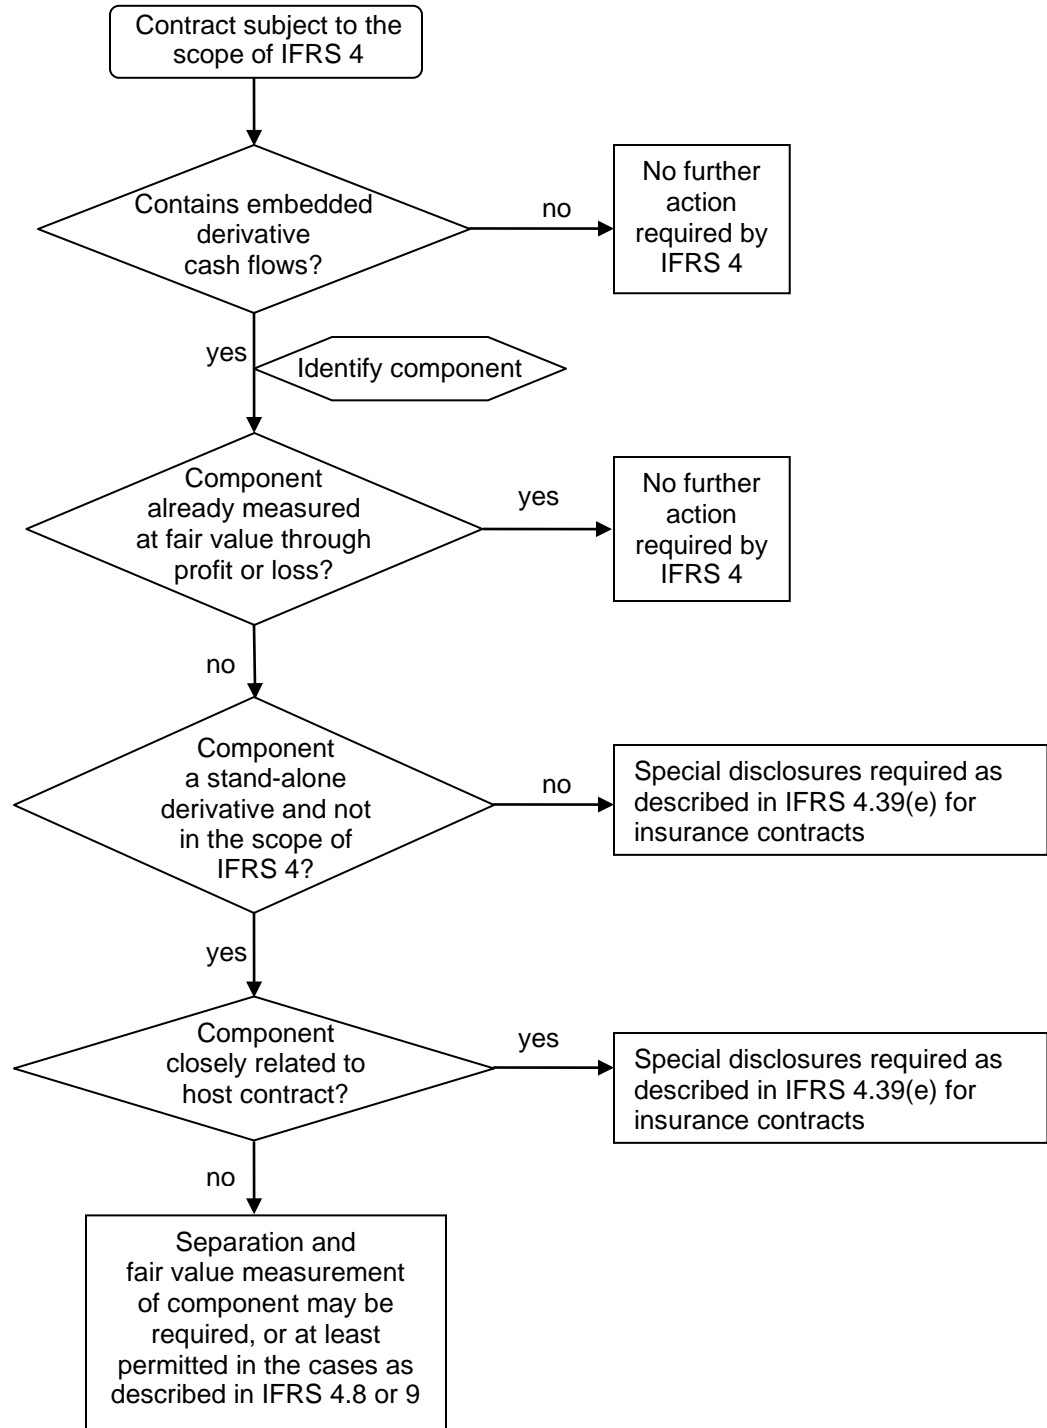 Contract subject to the
scope of IFRS 4
Contains embedded
derivative
cash flows?
no
No further
action
required by
IFRS 4
yes
Identify component
Component
already measured
at fair value through
profit or loss?
yes
No further
action
required by
IFRS 4
no
Component
a stand-alone
derivative and not
in the scope of
IFRS 4?
no
Special disclosures required as
described in IFRS 4.39(e) for
insurance contracts
yes
Component
closely related to
host contract?
yes
Special disclosures required as
described in IFRS 4.39(e) for
insurance contracts
no
Separation and
fair value measurement
of component may be
required, or at least
permitted in the cases as
described in IFRS 4.8 or 9